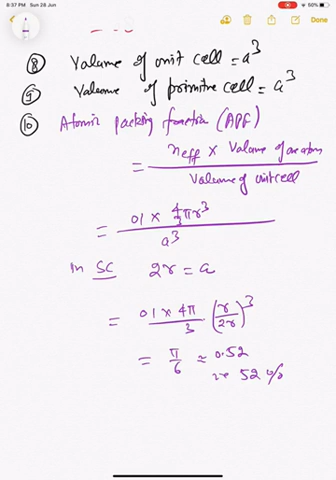 8:37 PM Sun 28 Jun
50%
Done
⑧ Volume of unit cell = a³
⑨ Volume of primitive cell = a³
⑩ Atomic packing fraction (APF)
= neff × Volume of an atom / Volume of unit cell
= 01 × 4/3 πr³ / a³
In SC 2r = a
= 01 × 4π / 3 (r/2r)³
= π/6 ≈ 0.52
52 %